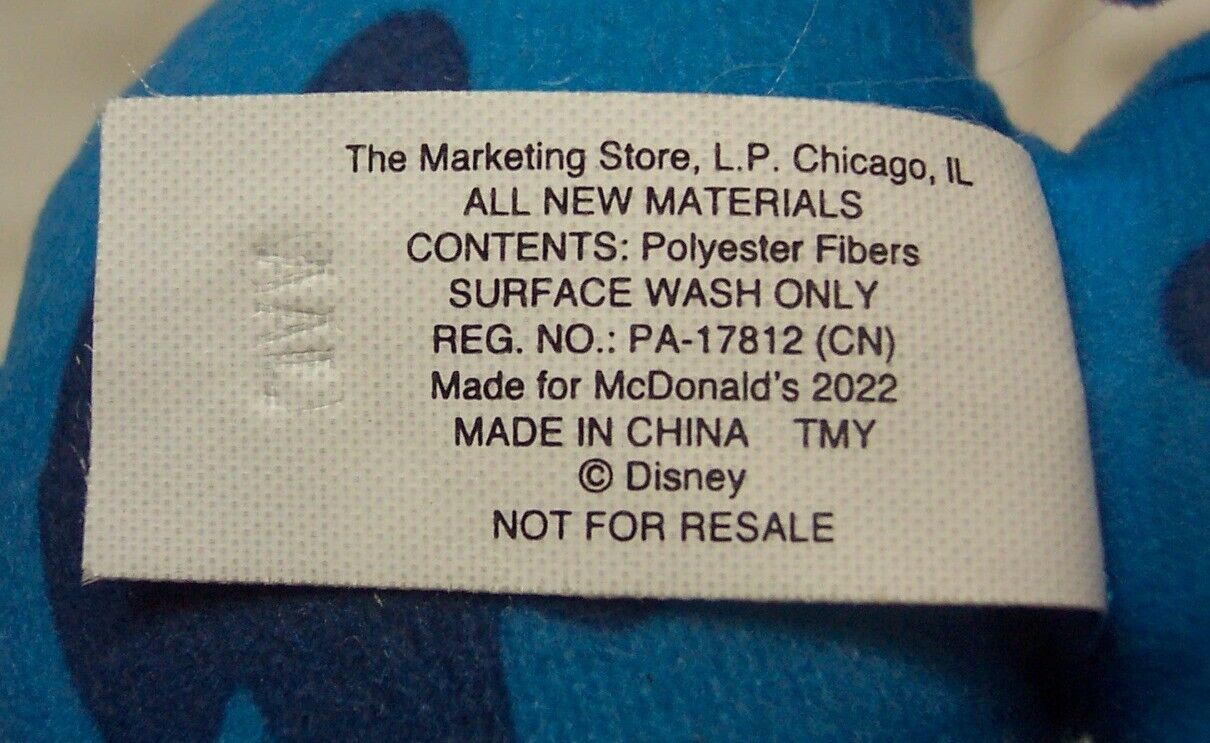 The Marketing Store, L.P. Chicago, IL
ALL NEW MATERIALS
CONTENTS: Polyester Fibers
SURFACE WASH ONLY
REG. NO.: PA-17812 (CN)
Made for McDonald's 2022
MADE IN CHINA TMY
© Disney
NOT FOR RESALE